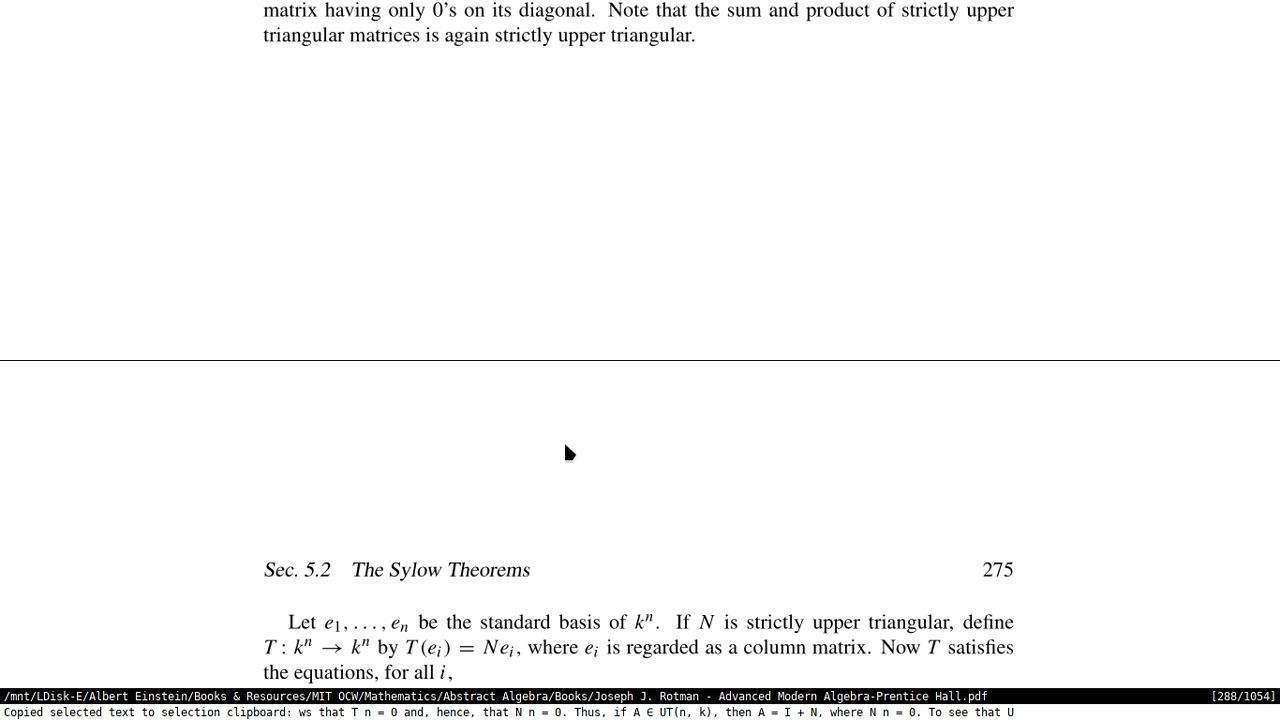 matrix having only 0’s on its diagonal. Note that the sum and product of strictly upper
triangular matrices is again strictly upper triangular.
Sec. 5.2 The Sylow Theorems 275
Let e₁, . . . , eₙ be the standard basis of kⁿ. If N is strictly upper triangular, define
T : kⁿ → kⁿ by T(eᵢ) = Neᵢ, where eᵢ is regarded as a column matrix. Now T satisfies
the equations, for all i,
/mnt/LDisk-E/Albert Einstein/Books & Resources/MIT OCW/Mathematics/Abstract Algebra/Books/Joseph J. Rotman - Advanced Modern Algebra-Prentice Hall.pdf [288/1054]
Copied selected text to selection clipboard: ws that T n = 0 and, hence, that N n = 0. Thus, if A ∈ UT(n, k), then A = I + N, where N n = 0. To see that U